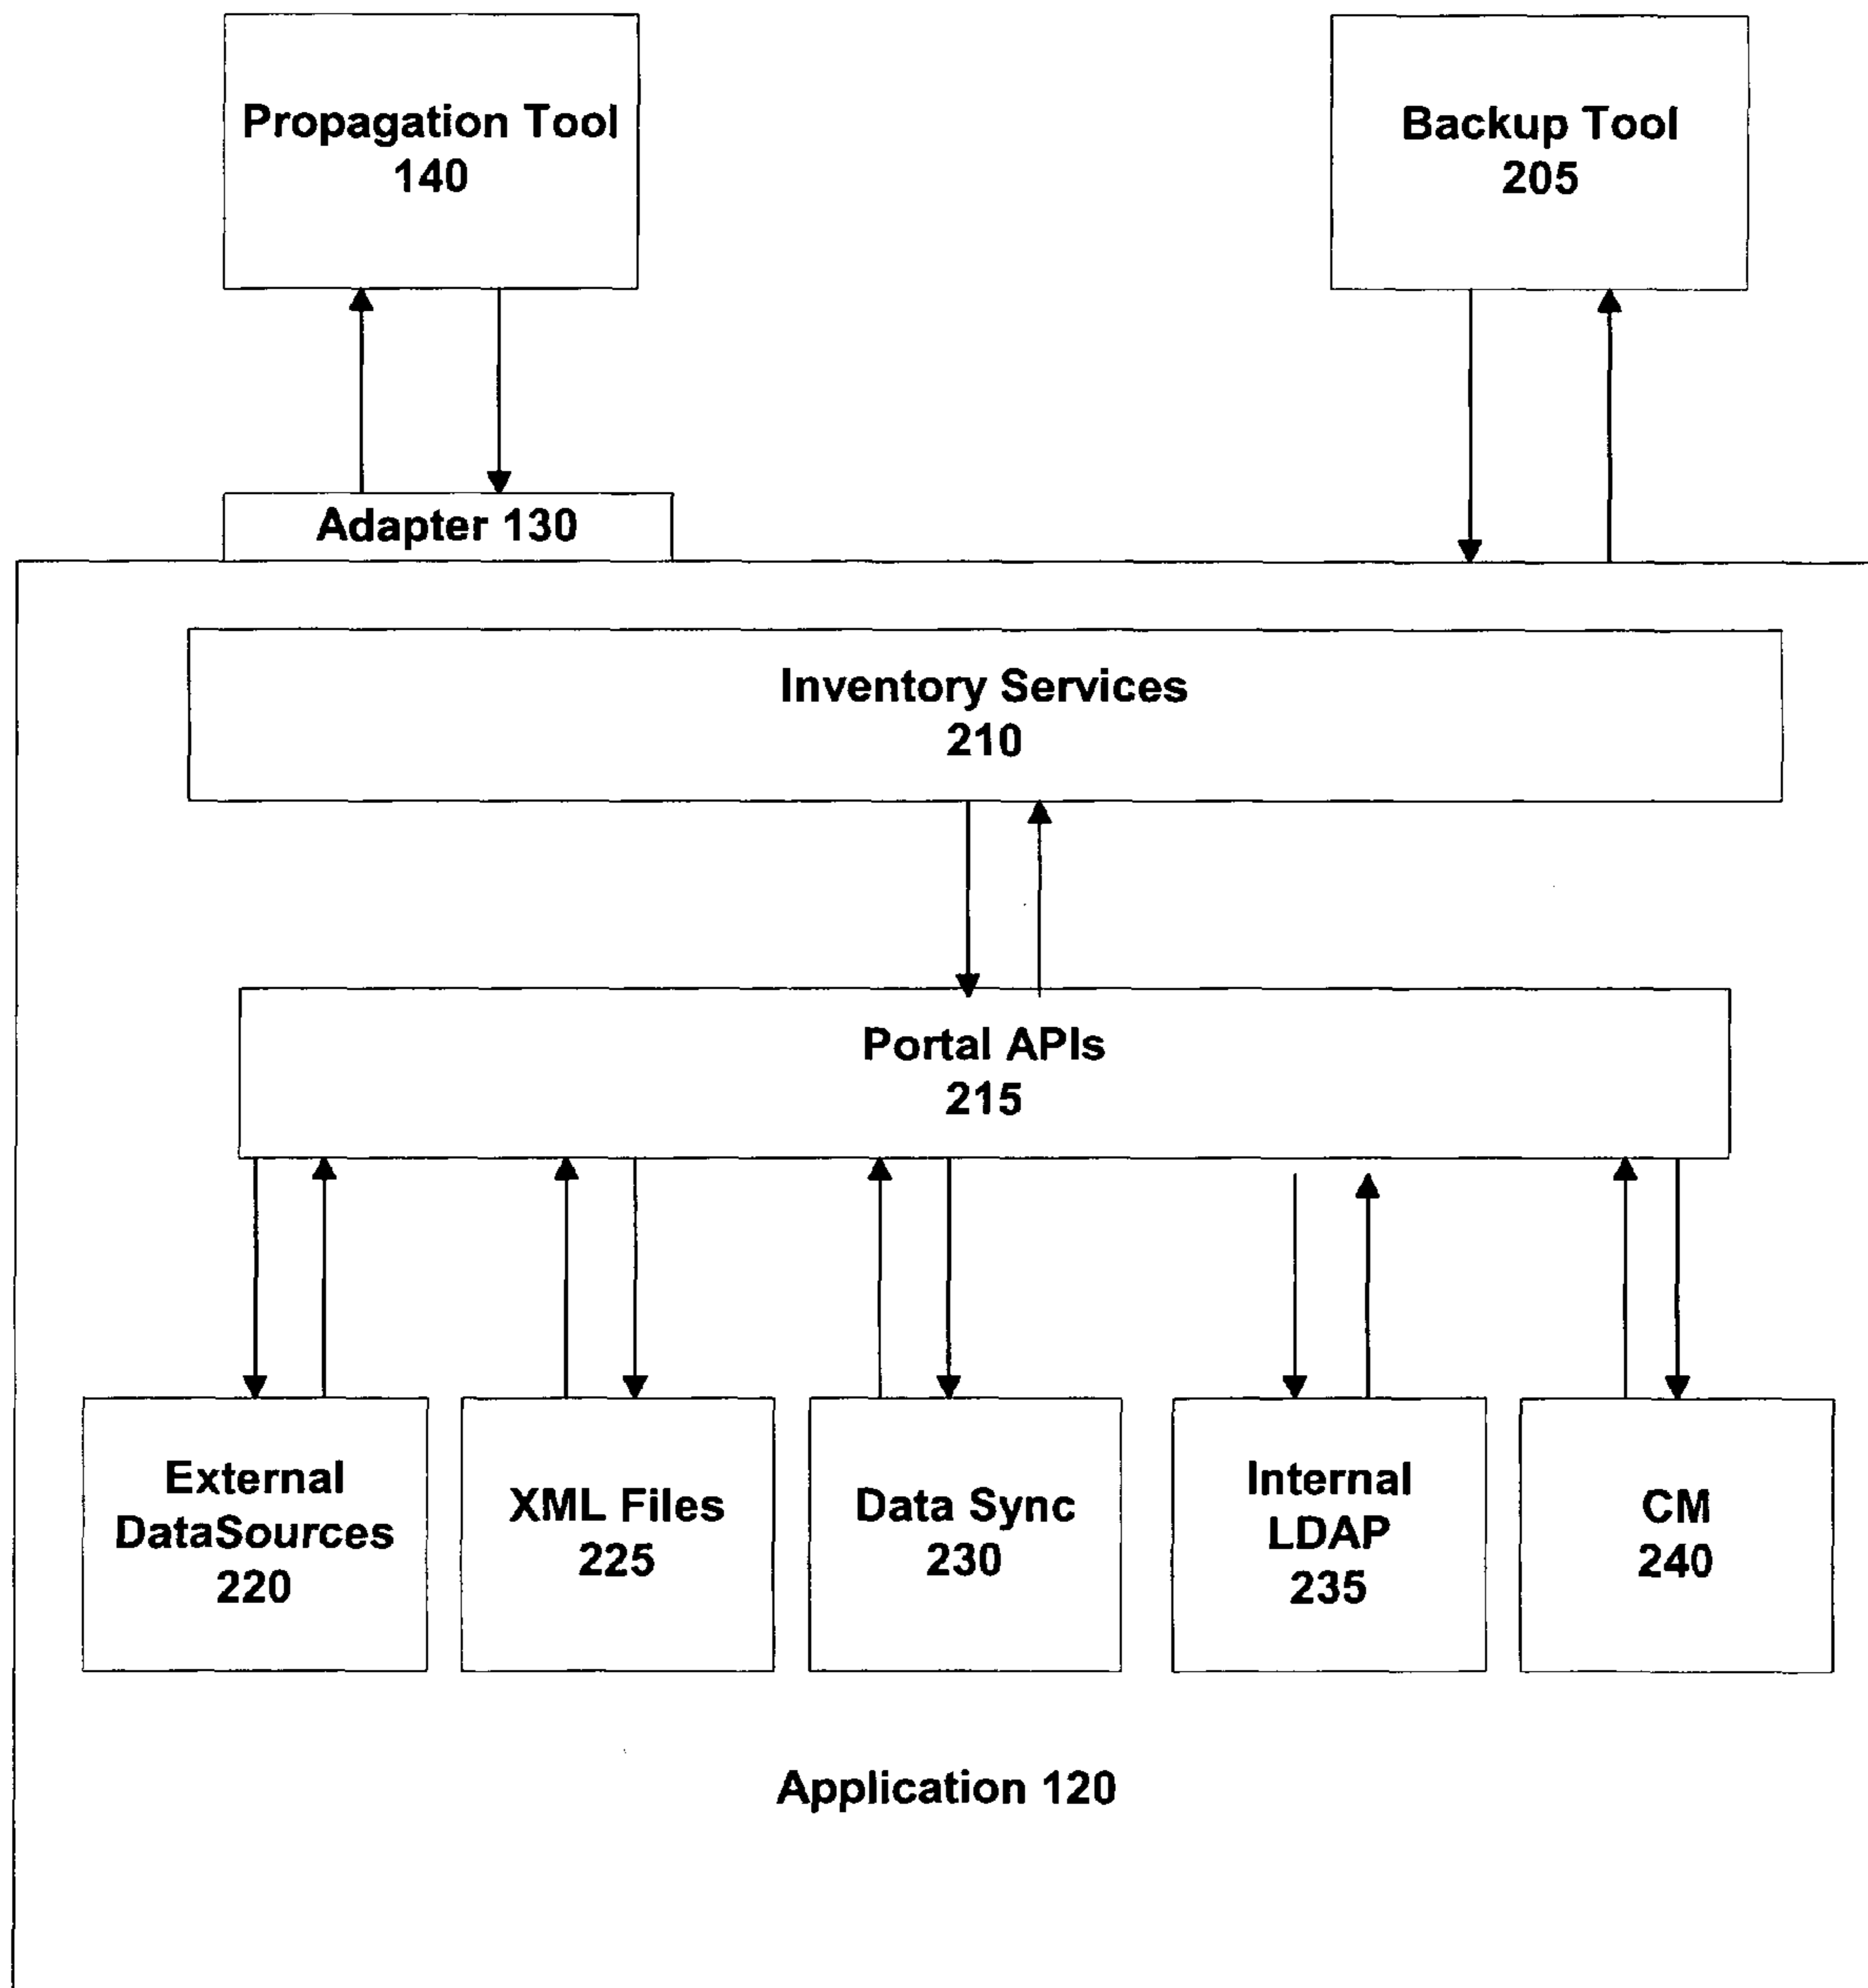 Propagation Tool
140
Backup Tool
205
Adapter 130
Inventory Services
210
Portal APIs
215
External
DataSources
220
XML Files
225
Data Sync
230
Internal
LDAP
235
CM
240
Application 120